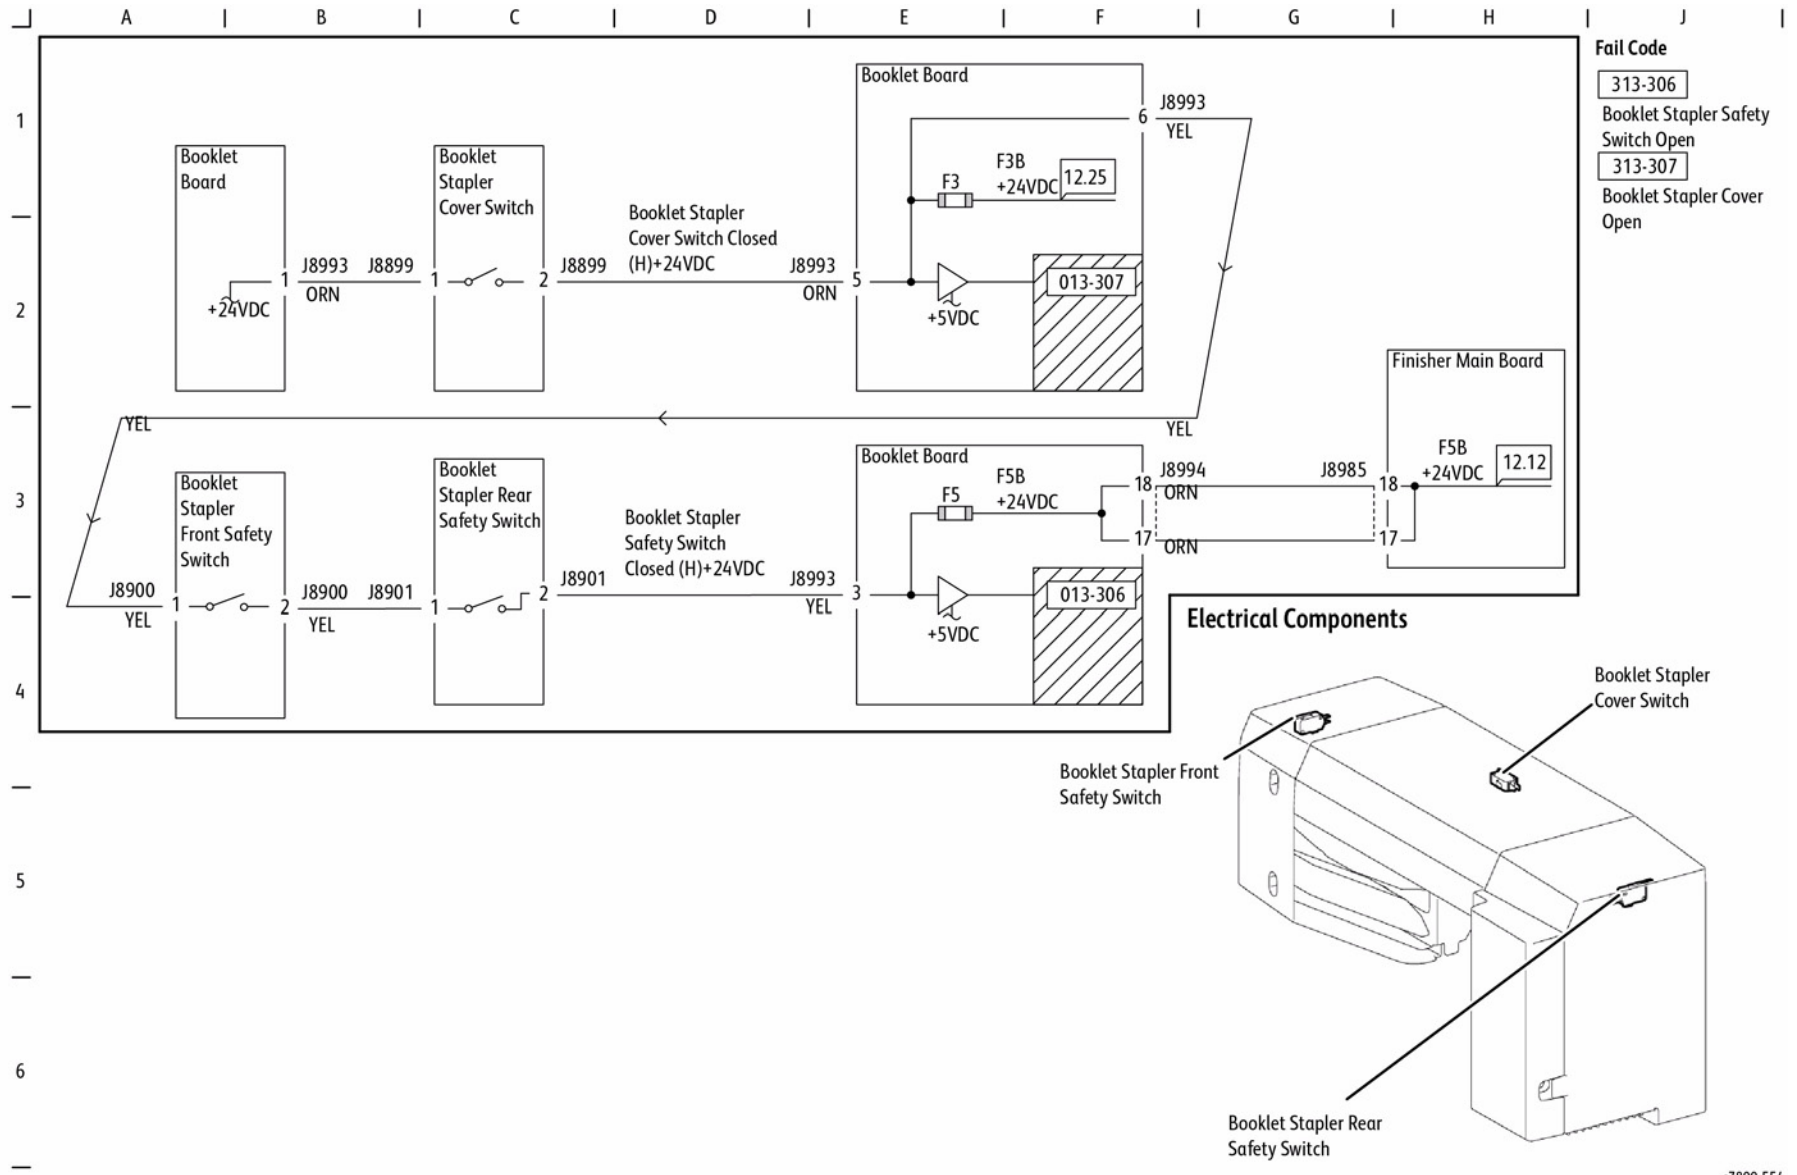 A B C D E F G H J
1
2
3
4
5
6
Booklet
Board
+24VDC
1
J8993
ORN
J8899
1
Booklet
Stapler
Cover Switch
2
J8899
Booklet Stapler
Cover Switch Closed
(H)+24VDC
J8993
ORN
5
Booklet Board
6
J8993
YEL
F3
F3B
+24VDC
12.25
+5VDC
013-307
Fail Code
313-306
Booklet Stapler Safety
Switch Open
313-307
Booklet Stapler Cover
Open
YEL
YEL
J8900
YEL
1
Booklet
Stapler
Front Safety
Switch
2
J8900
YEL
J8901
1
Booklet
Stapler Rear
Safety Switch
2
J8901
Booklet Stapler
Safety Switch
Closed (H)+24VDC
J8993
YEL
3
Booklet Board
F5
F5B
+24VDC
+5VDC
013-306
18
J8994
ORN
17
ORN
J8985
18
17
Finisher Main Board
F5B
+24VDC
12.12
Electrical Components
Booklet Stapler
Cover Switch
Booklet Stapler Front
Safety Switch
Booklet Stapler Rear
Safety Switch